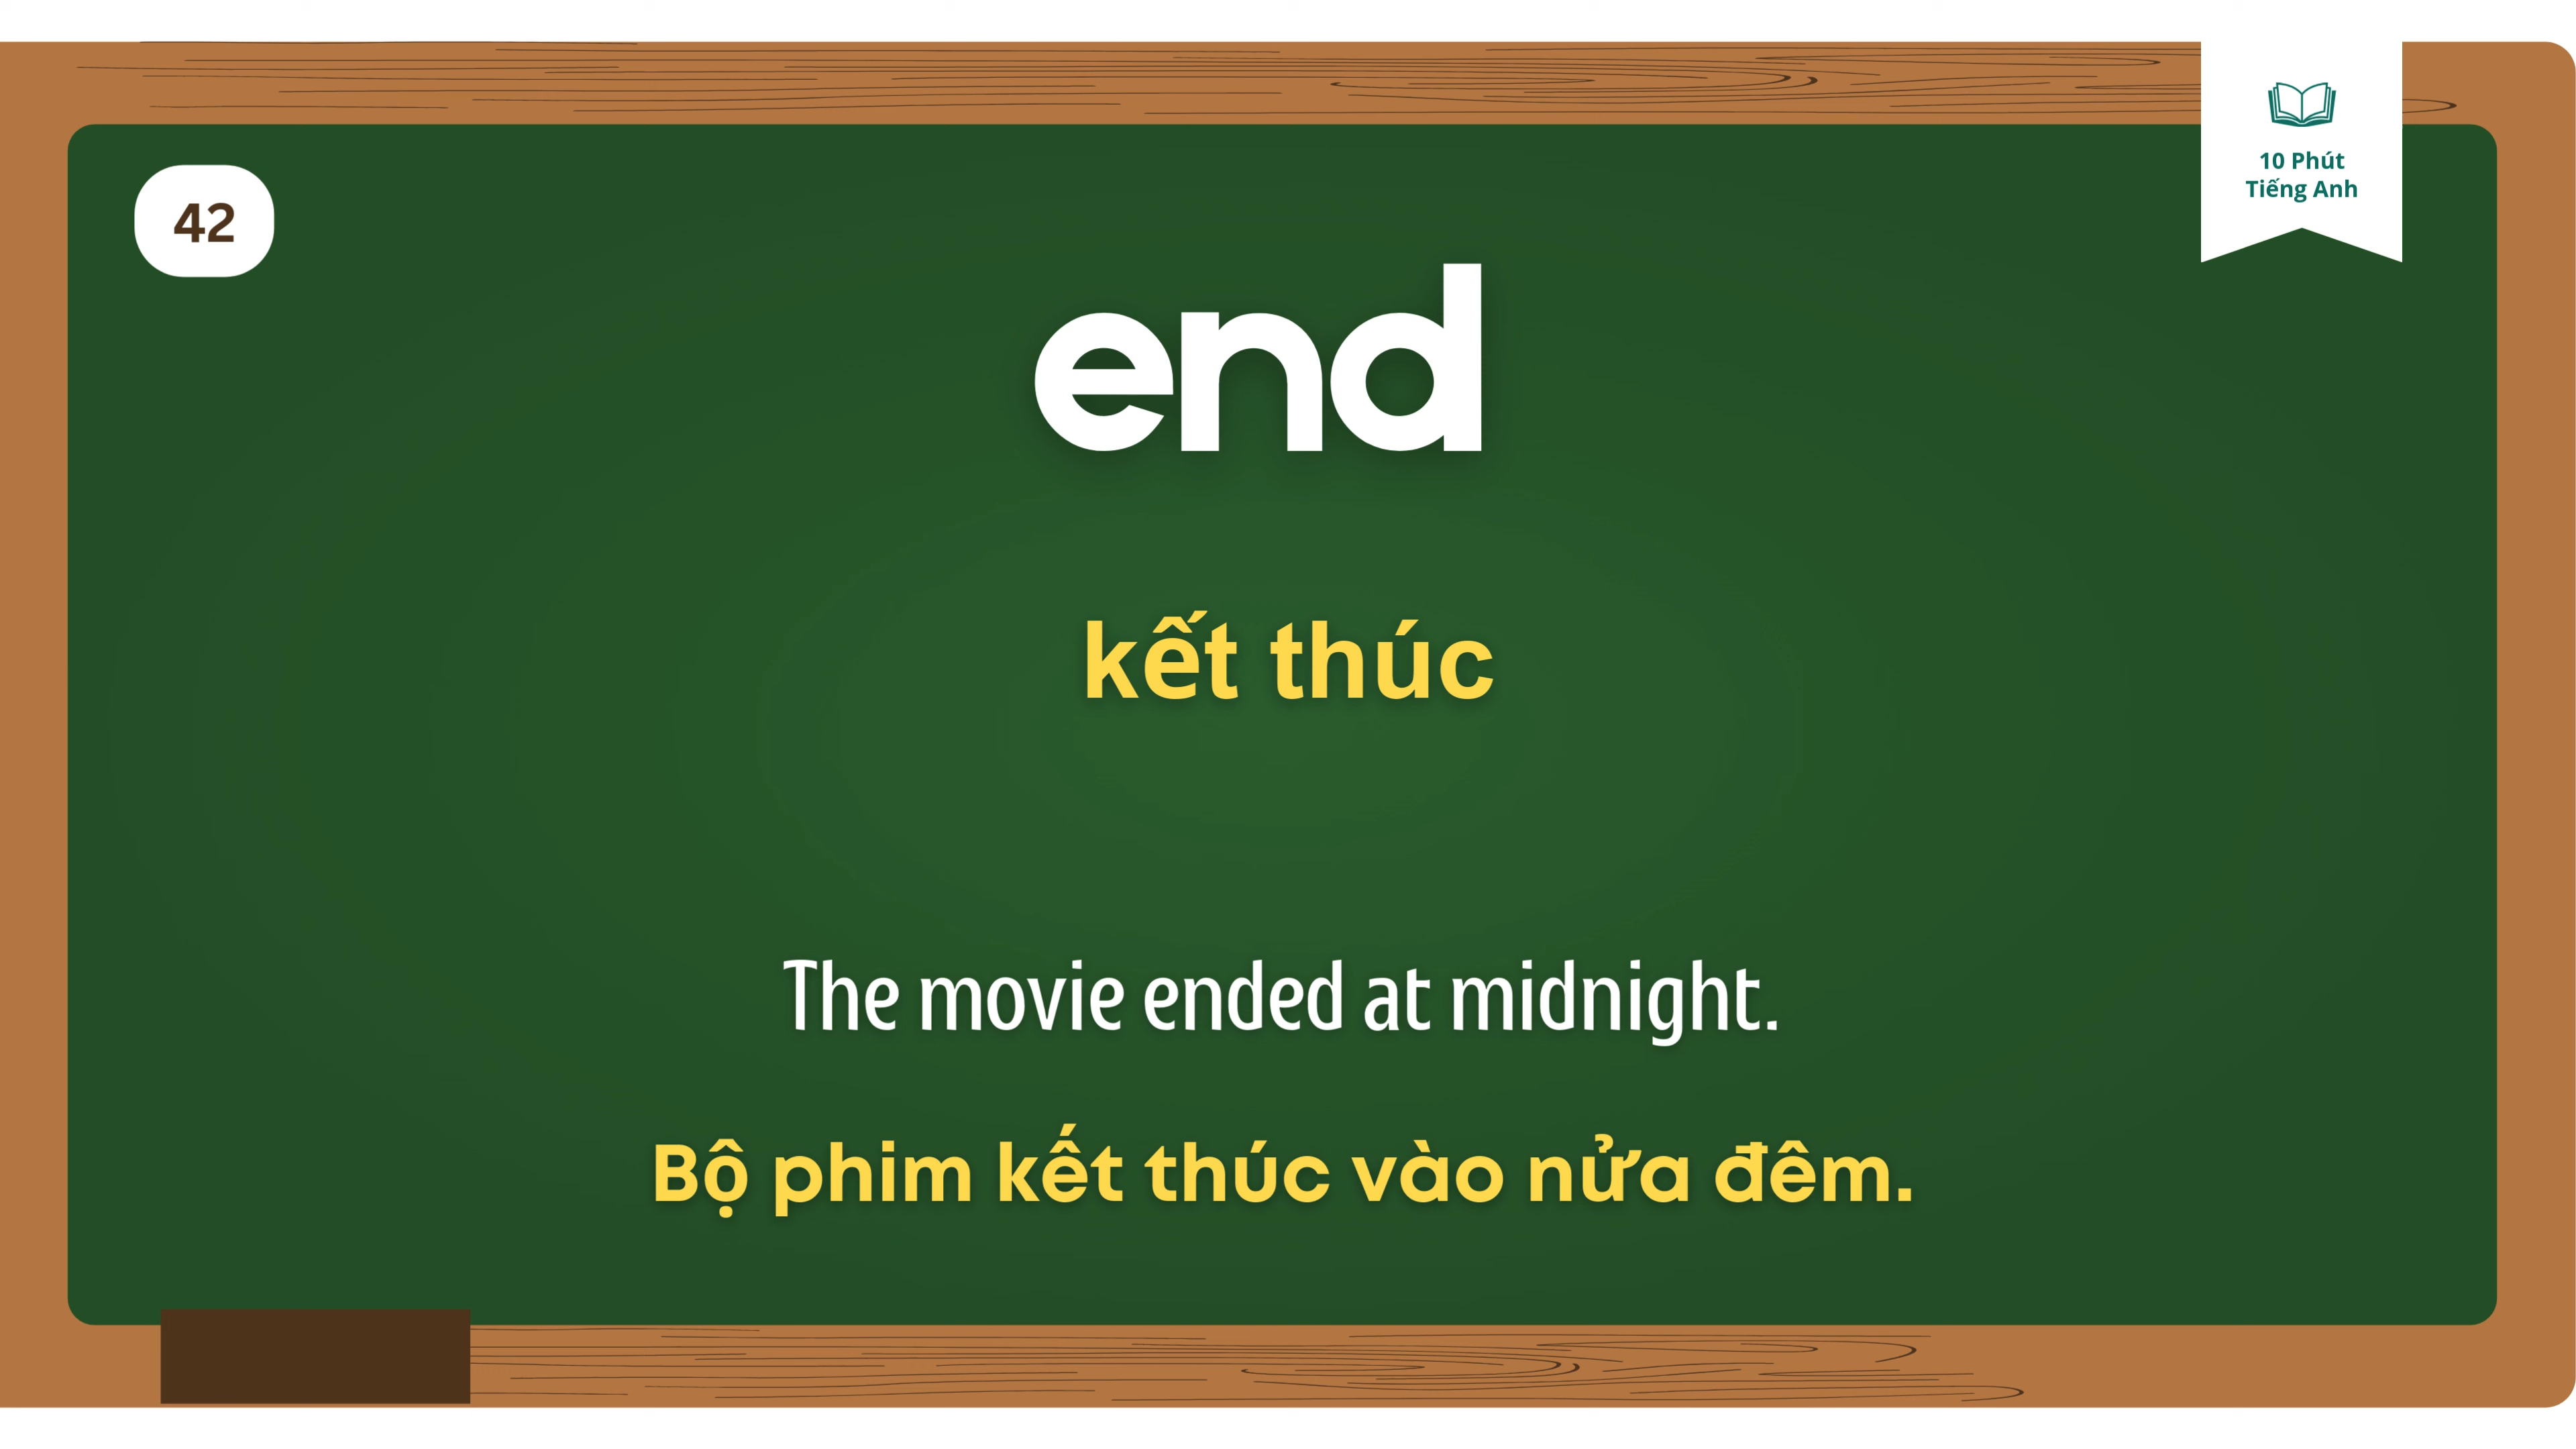 10 Phút
Tiếng Anh
42
end
kết thúc
The movie ended at midnight.
Bộ phim kết thúc vào nửa đêm.